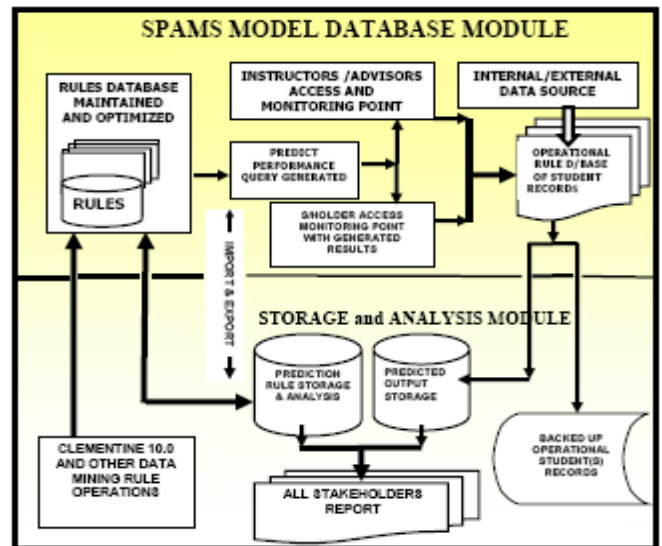 SPAMS MODEL DATABASE MODULE
RULES DATABASE
MAINTAINED
AND OPTIMIZED
RULES
INSTRUCTORS /ADVISORS
ACCESS AND
MONITORING POINT
INTERNAL/EXTERNAL
DATA SOURCE
PREDICT
PERFORMANCE
QUERY GENERATED
OPERATIONAL
RULE D/BASE
OF STUDENT
RECORDS
S/HOLDER ACCESS
MONITORING POINT
WITH GENERATED
RESULTS
IMPORT & EXPORT
STORAGE and ANALYSIS MODULE
PREDICTION
RULE STORAGE
& ANALYSIS
PREDICTED
OUTPUT
STORAGE
CLEMENTINE 10.0
AND OTHER DATA
MINING RULE
OPERATIONS
ALL STAKEHOLDERS
REPORT
BACKED UP
OPERATIONAL
STUDENT(S)
RECORDS